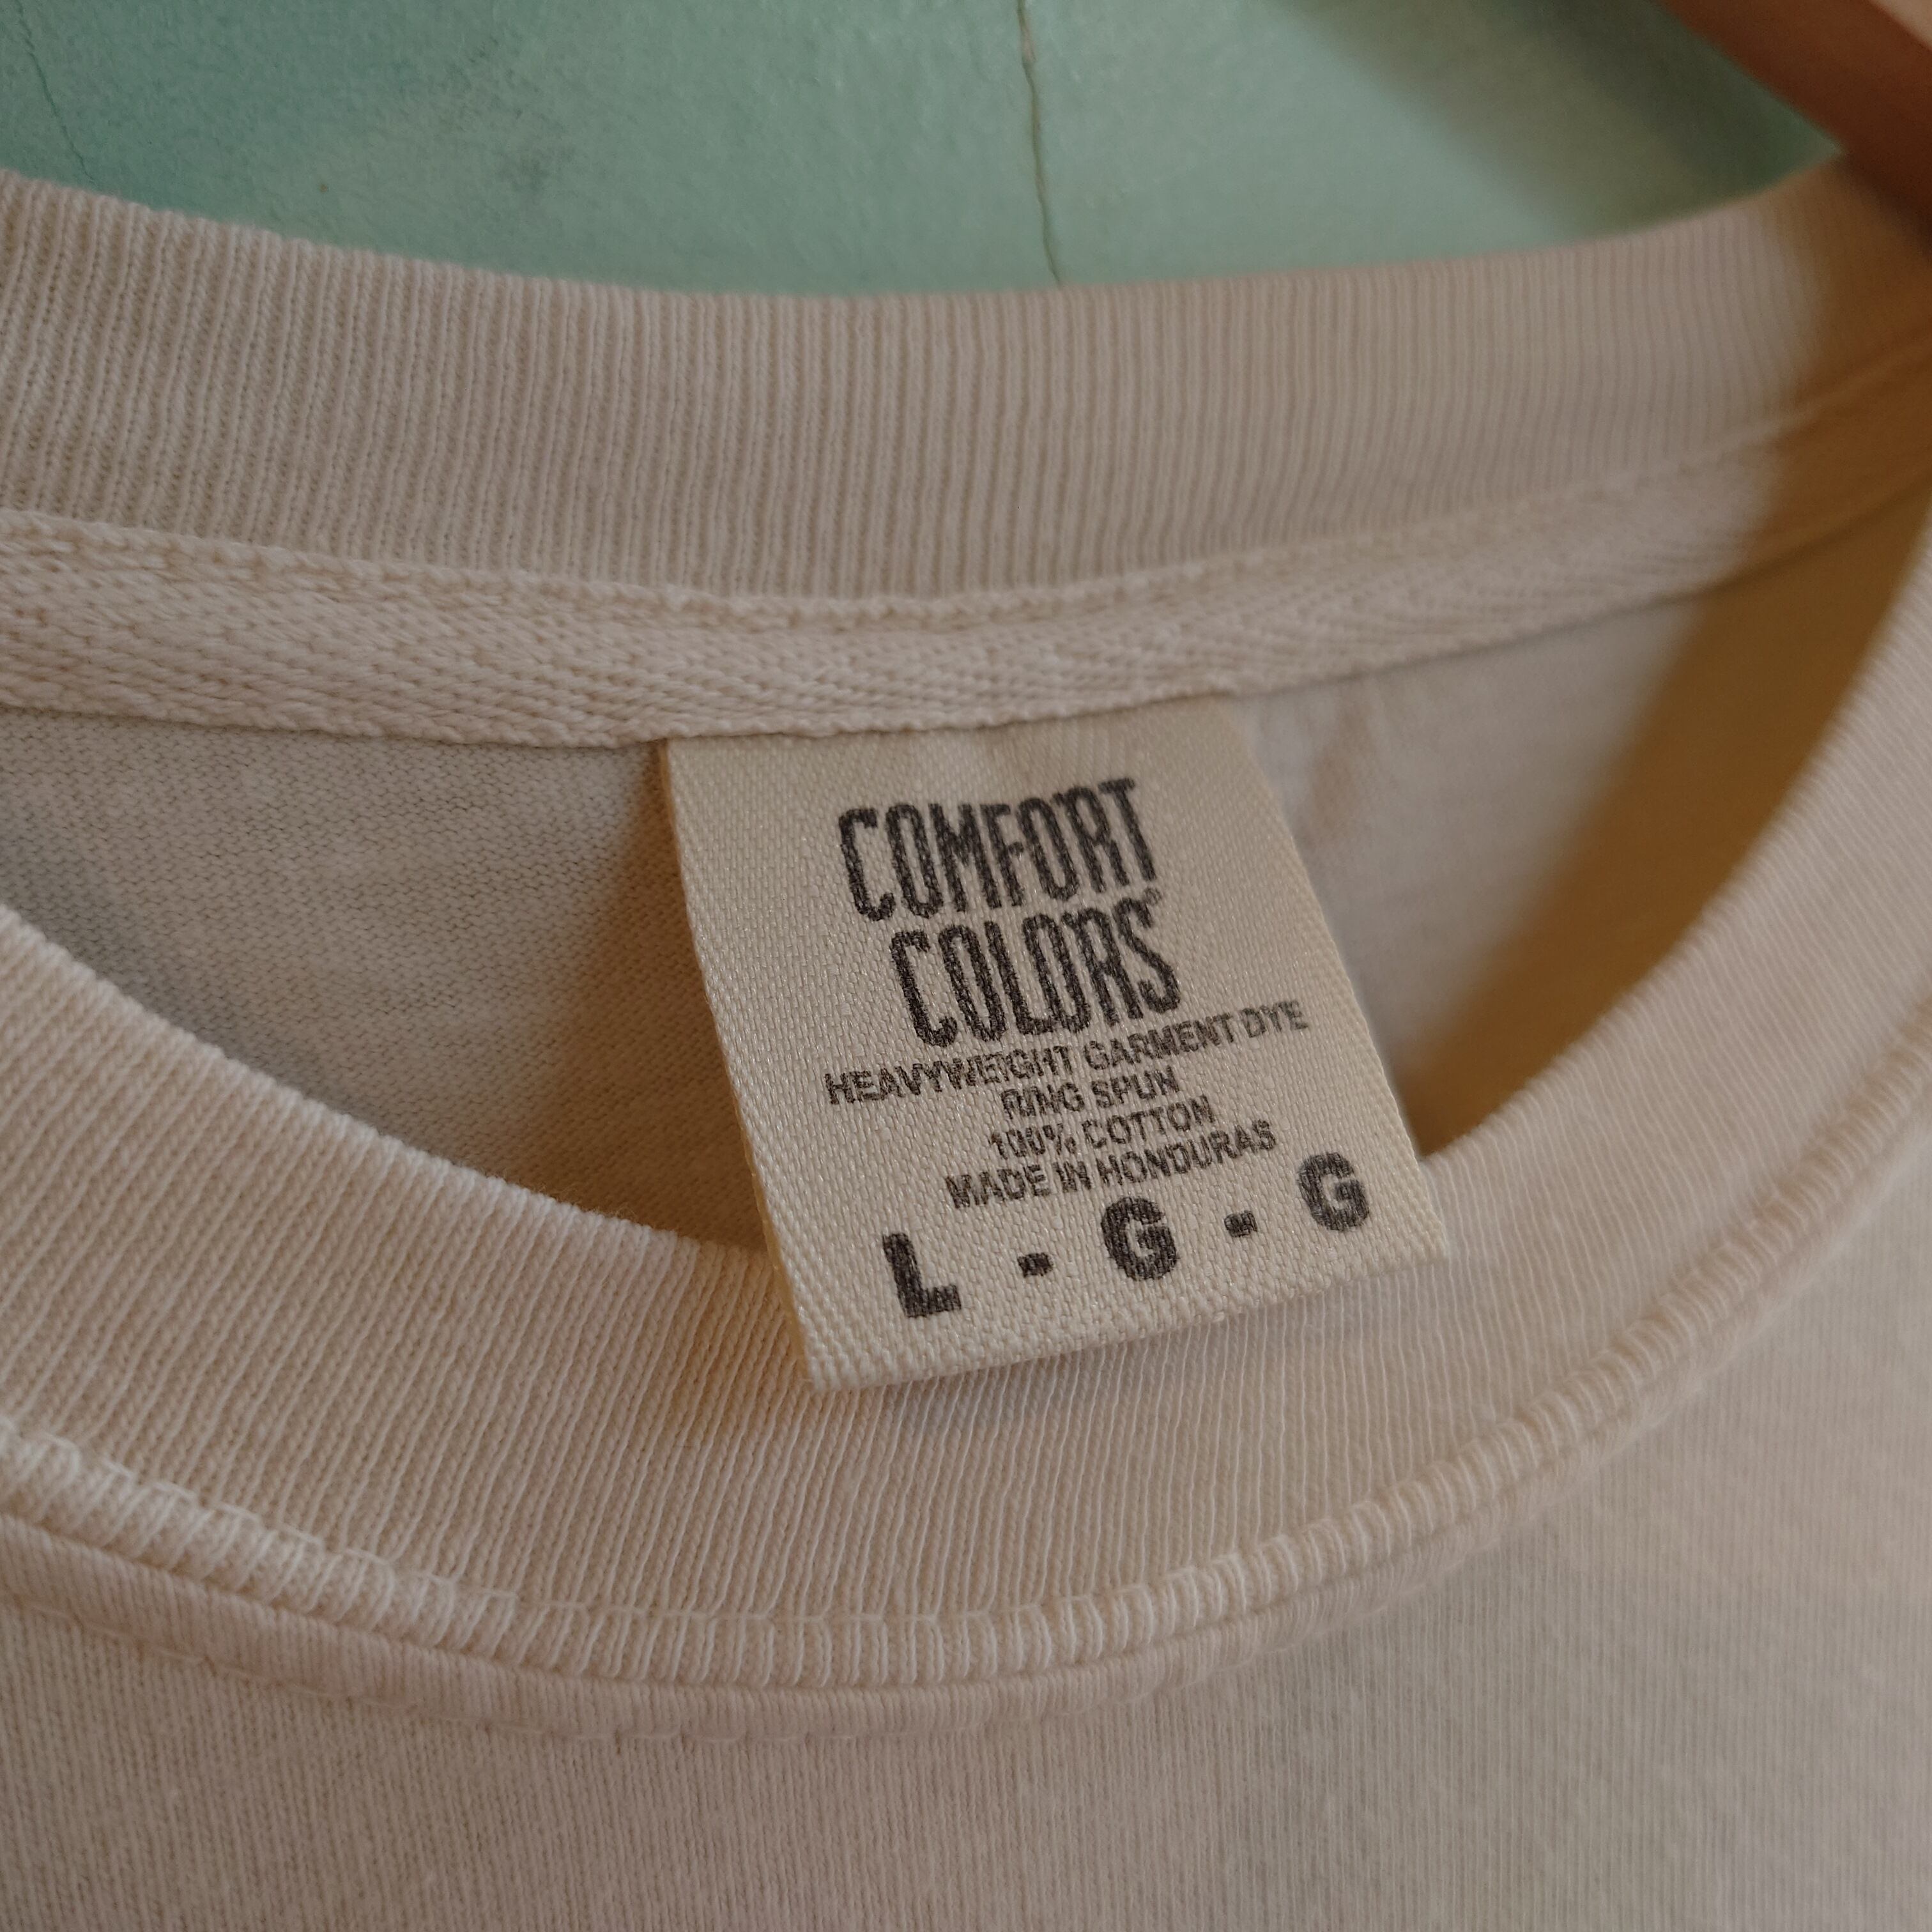 COMFORT
COLORS®
HEAVYWEIGHT GARMENT DYE
RING SPUN
100% COTTON
MADE IN HONDURAS
L - G - G